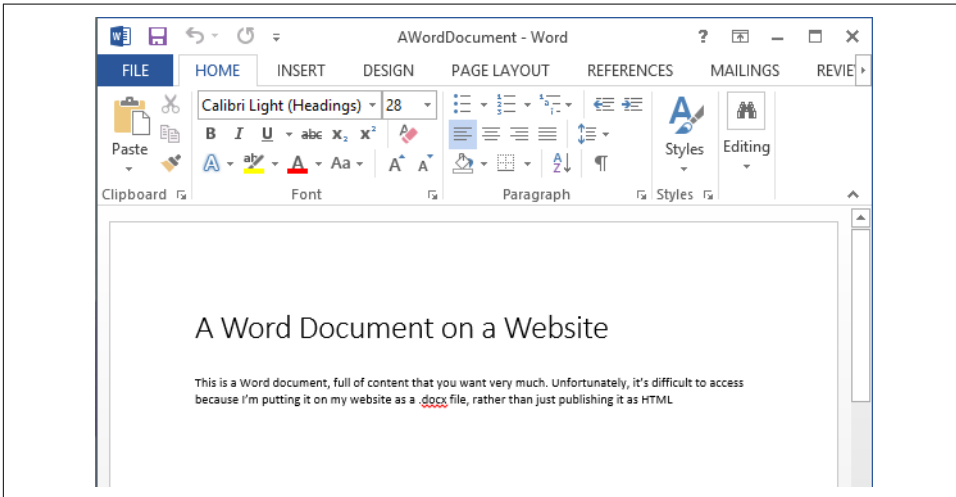 AWordDocument - Word
FILE HOME INSERT DESIGN PAGE LAYOUT REFERENCES MAILINGS REVIE
Calibri Light (Headings) 28
B I U abc X₂ X²
A aby A Aa A A
Paste
Styles
Editing
Clipboard Font Paragraph Styles
A Word Document on a Website
This is a Word document, full of content that you want very much. Unfortunately, it's difficult to access
because I'm putting it on my website as a .docx file, rather than just publishing it as HTML